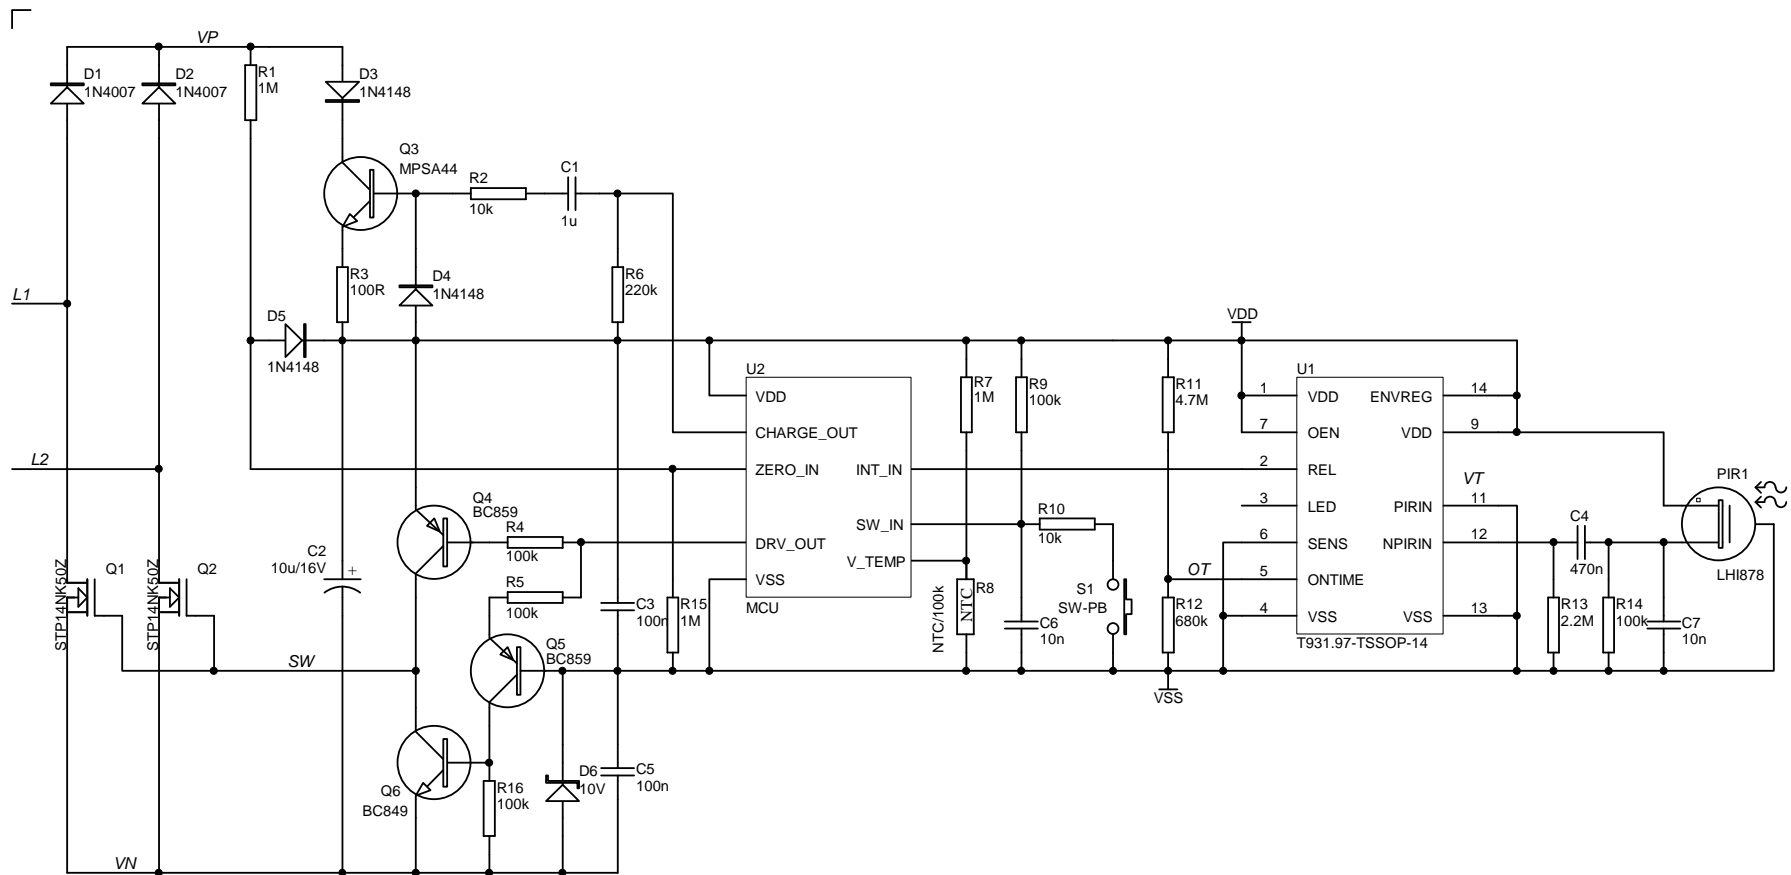 VP
D1
1N4007
D2
1N4007
R1
1M
D3
1N4148
Q3
MPSA44
R2
10k
C1
1u
R3
100R
D4
1N4148
R6
220k
L1
D5
1N4148
VDD
U2
VDD
CHARGE_OUT
ZERO_IN
DRV_OUT
VSS
INT_IN
SW_IN
V_TEMP
MCU
R7
1M
R9
100k
R11
4.7M
U1
1
VDD
ENVREG
14
7
OEN
VDD
9
2
REL
3
LED
PIRIN
11
6
SENS
NPIRIN
12
5
ONTIME
4
VSS
VSS
13
T931.97-TSSOP-14
VT
PIR1
LHI878
L2
Q4
BC859
R4
100k
R5
100k
R10
10k
C4
470n
Q1
STP14NK50Z
Q2
STP14NK50Z
C2
10u/16V
+
C3
100n
R15
1M
NTC/100k
NTC
R8
S1
SW-PB
C6
10n
OT
R12
680k
R13
2.2M
R14
100k
C7
10n
SW
Q5
BC859
VSS
Q6
BC849
R16
100k
D6
10V
C5
100n
VN